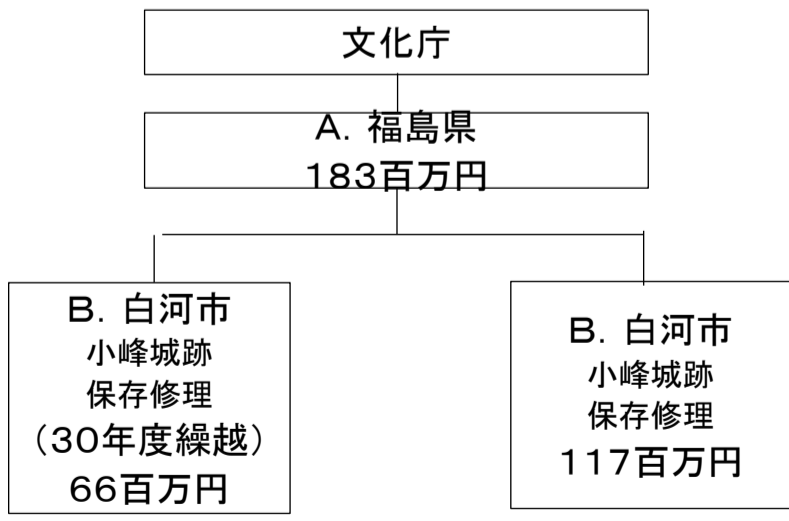 文化庁
A. 福島県
183百万円
B. 白河市
小峰城跡
保存修理
（30年度繰越）
66百万円
B. 白河市
小峰城跡
保存修理
117百万円